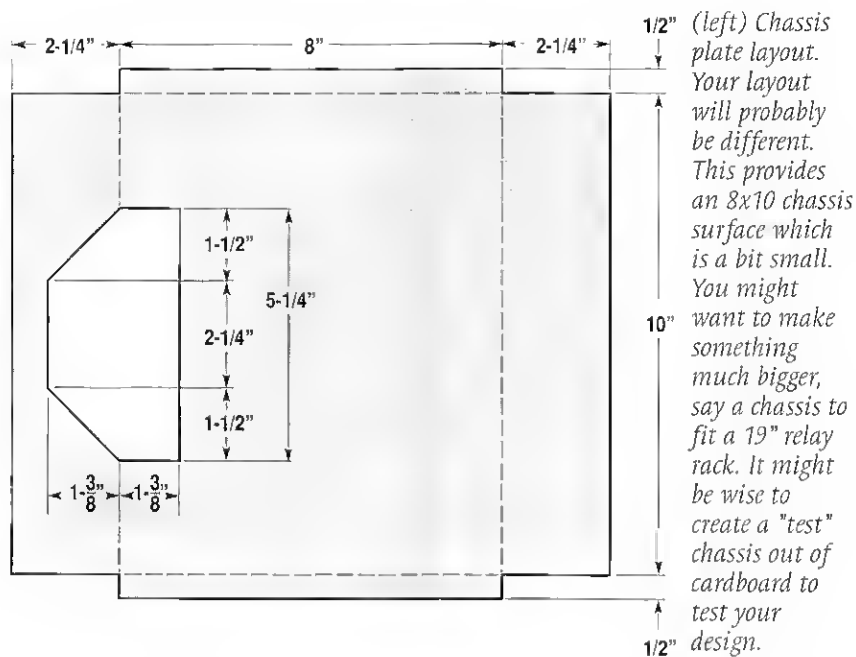 2-1/4"
8"
2-1/4"
1/2"
1-1/2"
5-1/4"
2-1/4"
10"
1-1/2"
1-3/8"
1-3/8"
1/2"
(left) Chassis
plate layout.
Your layout
will probably
be different.
This provides
an 8x10 chassis
surface which
is a bit small.
You might
want to make
something
much bigger,
say a chassis to
fit a 19" relay
rack. It might
be wise to
create a "test"
chassis out of
cardboard to
test your
design.